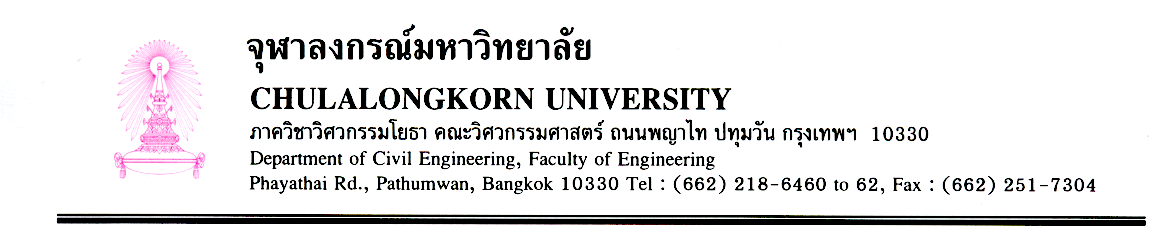 จุฬาลงกรณ์มหาวิทยาลัย
CHULALONGKORN UNIVERSITY
ภาควิชาวิศวกรรมโยธา คณะวิศวกรรมศาสตร์ ถนนพญาไท ปทุมวัน กรุงเทพฯ 10330
Department of Civil Engineering, Faculty of Engineering
Phayathai Rd., Pathumwan, Bangkok 10330 Tel : (662) 218-6460 to 62, Fax : (662) 251-7304